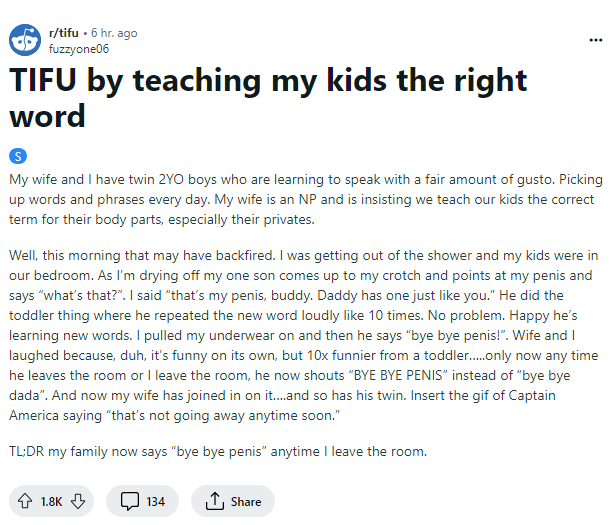 r/tifu • 6 hr. ago
fuzzyone06
TIFU by teaching my kids the right
word
S
My wife and I have twin 2YO boys who are learning to speak with a fair amount of gusto. Picking
up words and phrases every day. My wife is an NP and is insisting we teach our kids the correct
term for their body parts, especially their privates.
Well, this morning that may have backfired. I was getting out of the shower and my kids were in
our bedroom. As I'm drying off my one son comes up to my crotch and points at my penis and
says “what's that?”. I said “that's my penis, buddy. Daddy has one just like you.” He did the
toddler thing where he repeated the new word loudly like 10 times. No problem. Happy he's
learning new words. I pulled my underwear on and then he says “bye bye penis!”. Wife and I
laughed because, duh, it's funny on its own, but 10x funnier from a toddler.....only now any time
he leaves the room or I leave the room, he now shouts “BYE BYE PENIS” instead of “bye bye
dada”. And now my wife has joined in on it....and so has his twin. Insert the gif of Captain
America saying “that's not going away anytime soon.”
TL;DR my family now says “bye bye penis” anytime I leave the room.
1.8K 134 Share